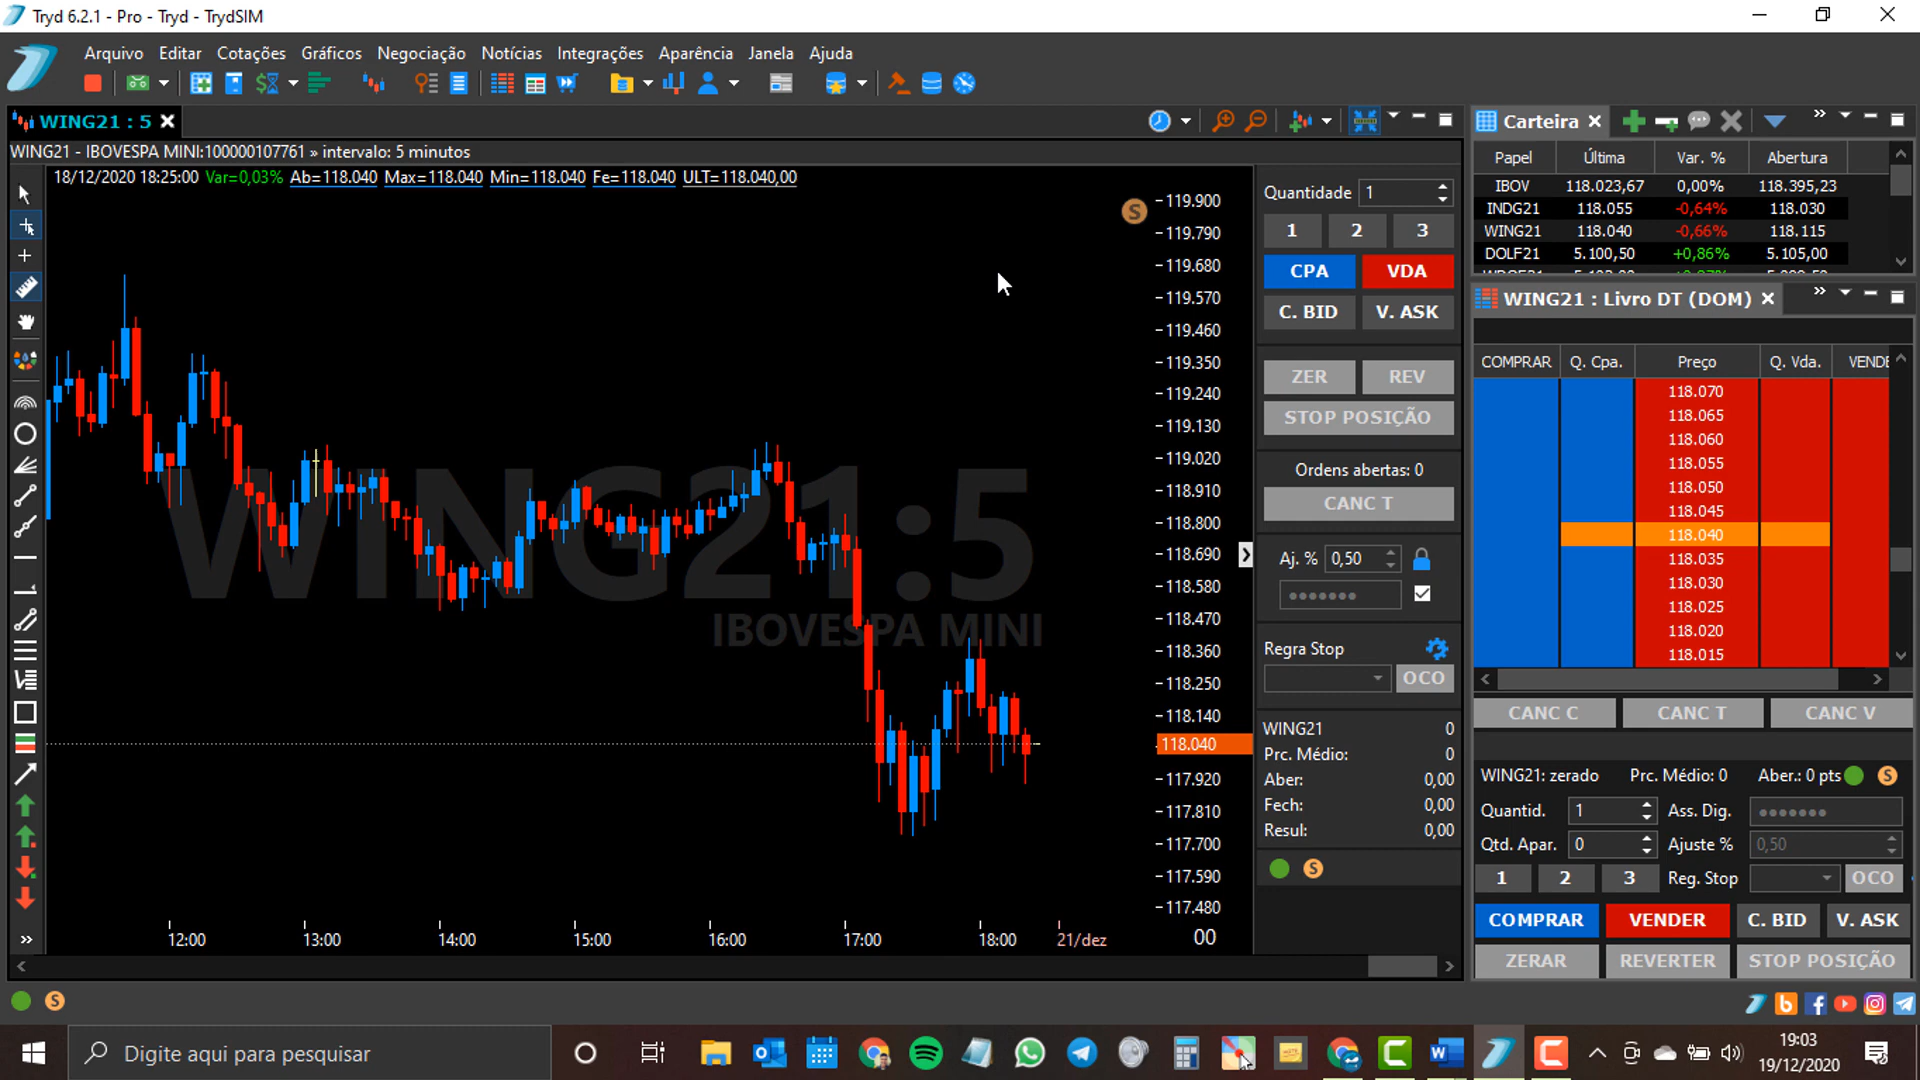 Tryd 6.2.1 - Pro - Tryd - TrydSIM
Arquivo Editar Cotações Gráficos Negociação Notícias Integrações Aparência Janela Ajuda
WING21 : 5
WING21 - IBOVESPA MINI:100000107761 » intervalo: 5 minutos
18/12/2020 18:25:00 Var=0,03% Ab=118.040 Max=118.040 Min=118.040 Fe=118.040 ULT=118.040,00
WING21:5
IBOVESPA MINI
119.900
119.790
119.680
119.570
119.460
119.350
119.240
119.130
119.020
118.910
118.800
118.690
118.580
118.470
118.360
118.250
118.140
118.040
117.920
117.810
117.700
117.590
117.480
12:00 13:00 14:00 15:00 16:00 17:00 18:00 21/dez 00
Quantidade 1
1 2 3
CPA VDA
C. BID V. ASK
ZER REV
STOP POSIÇÃO
Ordens abertas: 0
CANC T
Aj. % 0,50
Regra Stop
OCO
WING21 0
Prc. Médio: 0
Aber: 0,00
Fech: 0,00
Resul: 0,00
Carteira
Papel Última Var. % Abertura
IBOV 118.023,67 0,00% 118.395,23
INDG21 118.055 -0,64% 118.030
WING21 118.040 -0,66% 118.115
DOLF21 5.100,50 +0,86% 5.105,00
WING21 : Livro DT (DOM)
COMPRAR Q. Cpa. Preço Q. Vda. VENDE
118.070
118.065
118.060
118.055
118.050
118.045
118.040
118.035
118.030
118.025
118.020
118.015
CANC C CANC T CANC V
WING21: zerado Prc. Médio: 0 Aber.: 0 pts S
Quantid. 1 Ass. Dig.
Qtd. Apar. 0 Ajuste % 0,50
1 2 3 Reg. Stop OCO
COMPRAR VENDER C. BID V. ASK
ZERAR REVERTER STOP POSIÇÃO
Digite aqui para pesquisar
19:03
19/12/2020